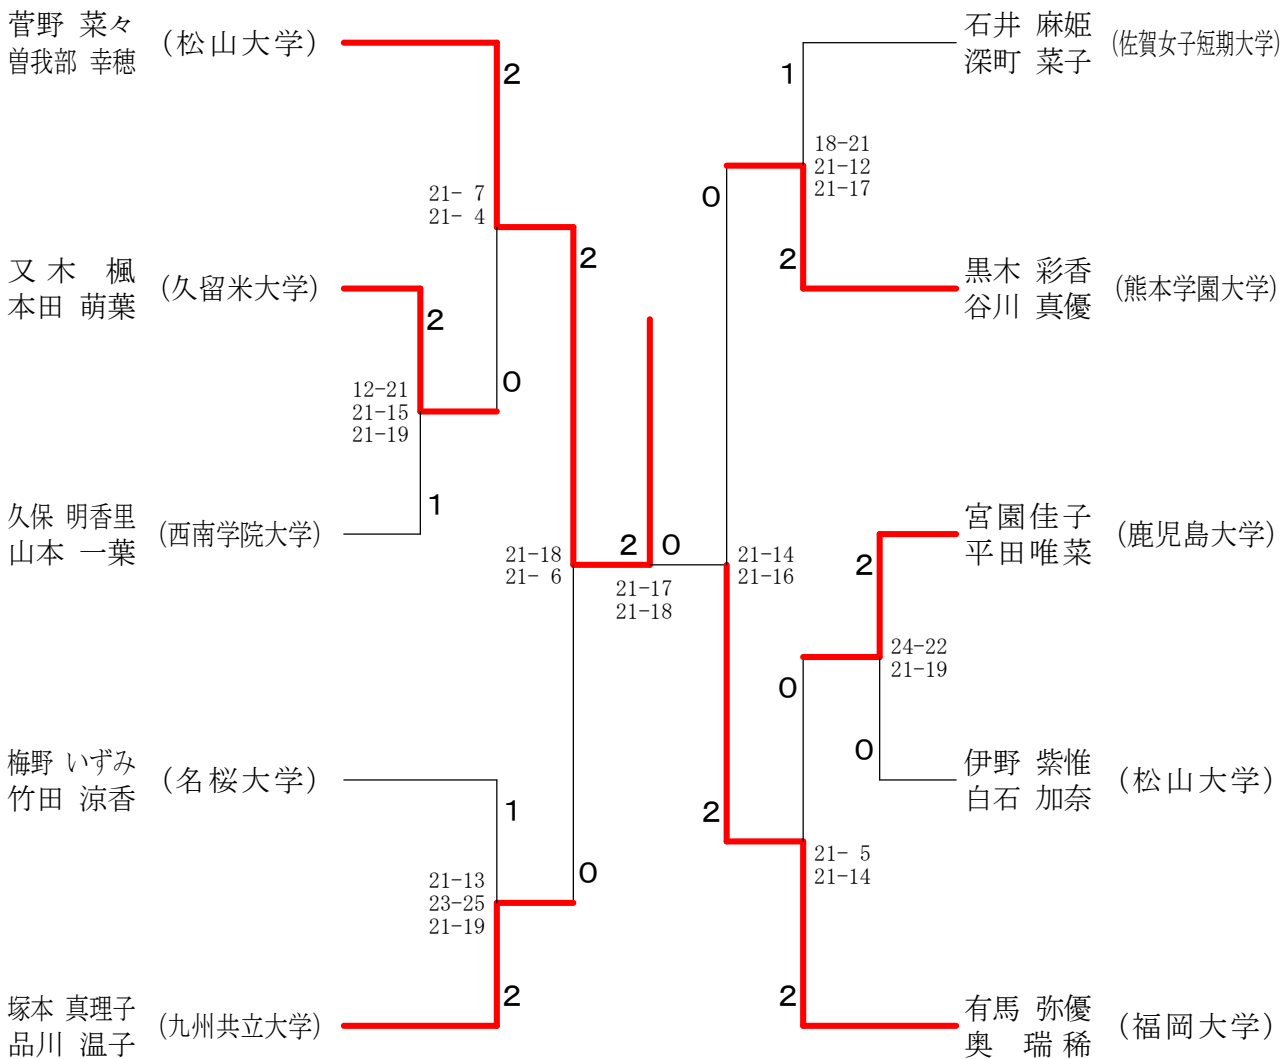 菅野 菜々
曽我部 幸穂
(松山大学)
2
21- 7
21- 4
又木 楓
本田 萌葉
(久留米大学)
2
0
12-21
21-15
21-19
1
久保 明香里
山本 一葉
(西南学院大学)
2
21-18
21- 6
2
0
21-17
21-18
梅野 いずみ
竹田 涼香
(名桜大学)
1
21-13
23-25
21-19
0
2
塚本 真理子
品川 温子
(九州共立大学)
石井 麻姫
深町 菜子
(佐賀女子短期大学)
1
18-21
21-12
21-17
0
2
黒木 彩香
谷川 真優
(熊本学園大学)
21-14
21-16
宮園佳子
平田唯菜
(鹿児島大学)
2
24-22
21-19
0
0
伊野 紫惟
白石 加奈
(松山大学)
2
21- 5
21-14
2
有馬 弥優
奥 瑞稀
(福岡大学)